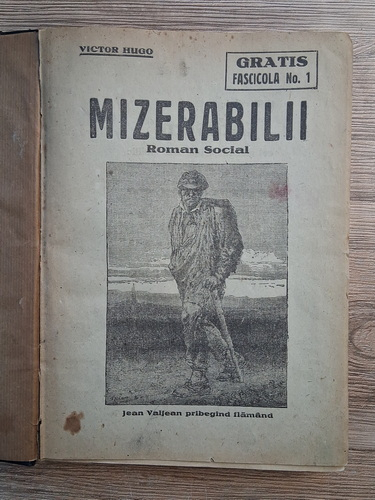 VICTOR HUGO
GRATIS
FASCICOLA No. 1
MIZERABILII
Roman Social
Jean Valjean pribegind flămând